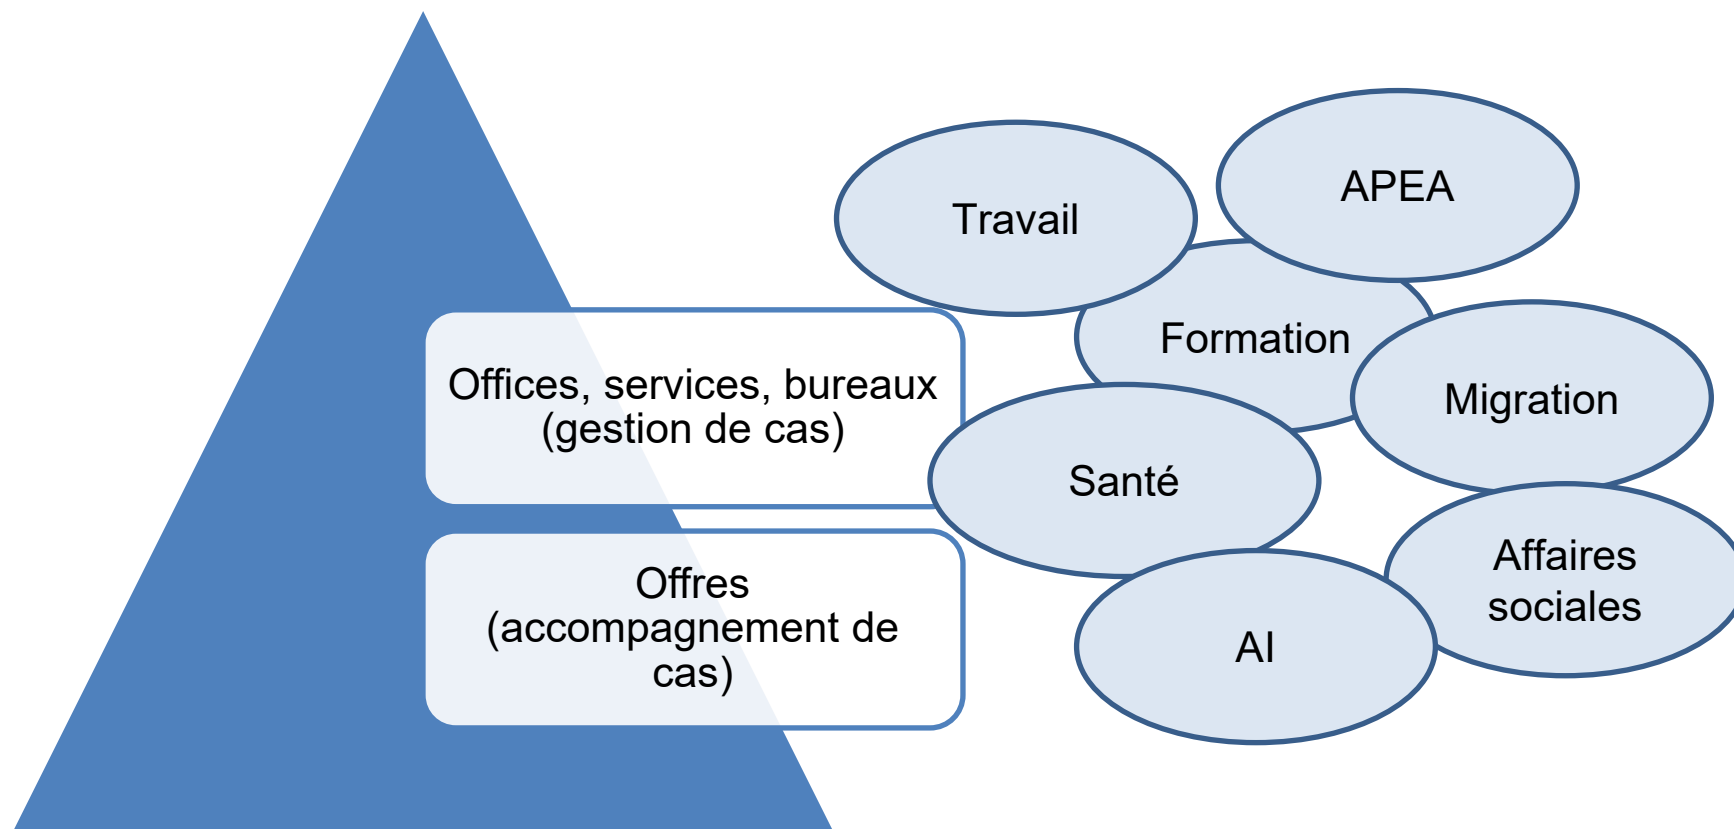 Offices, services, bureaux
(gestion de cas)
Offres
(accompagnement de
cas)
Travail
APEA
Formation
Migration
Santé
Affaires
sociales
AI